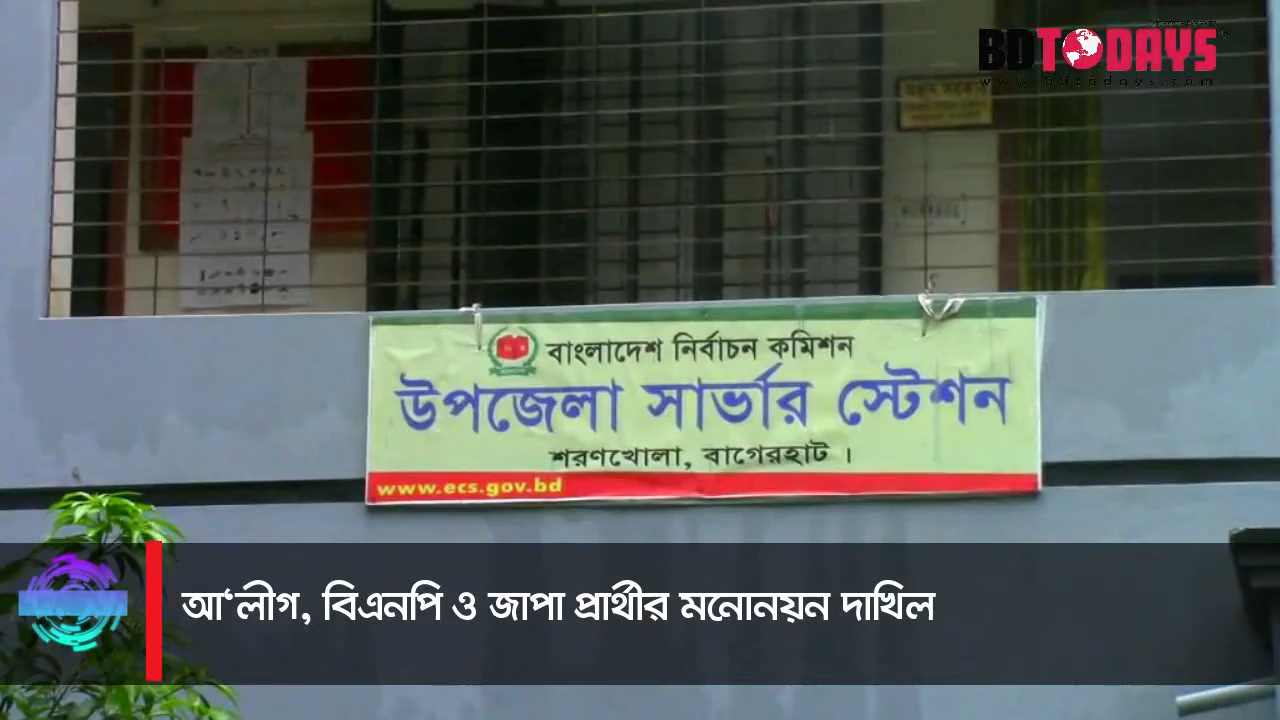 BDTODAYS
www.bdtodays.com
বাংলাদেশ নির্বাচন কমিশন
উপজেলা সার্ভার স্টেশন
শরণখোলা, বাগেরহাট ।
www.ecs.gov.bd
আ‘লীগ, বিএনপি ও জাপা প্রার্থীর মনোনয়ন দাখিল